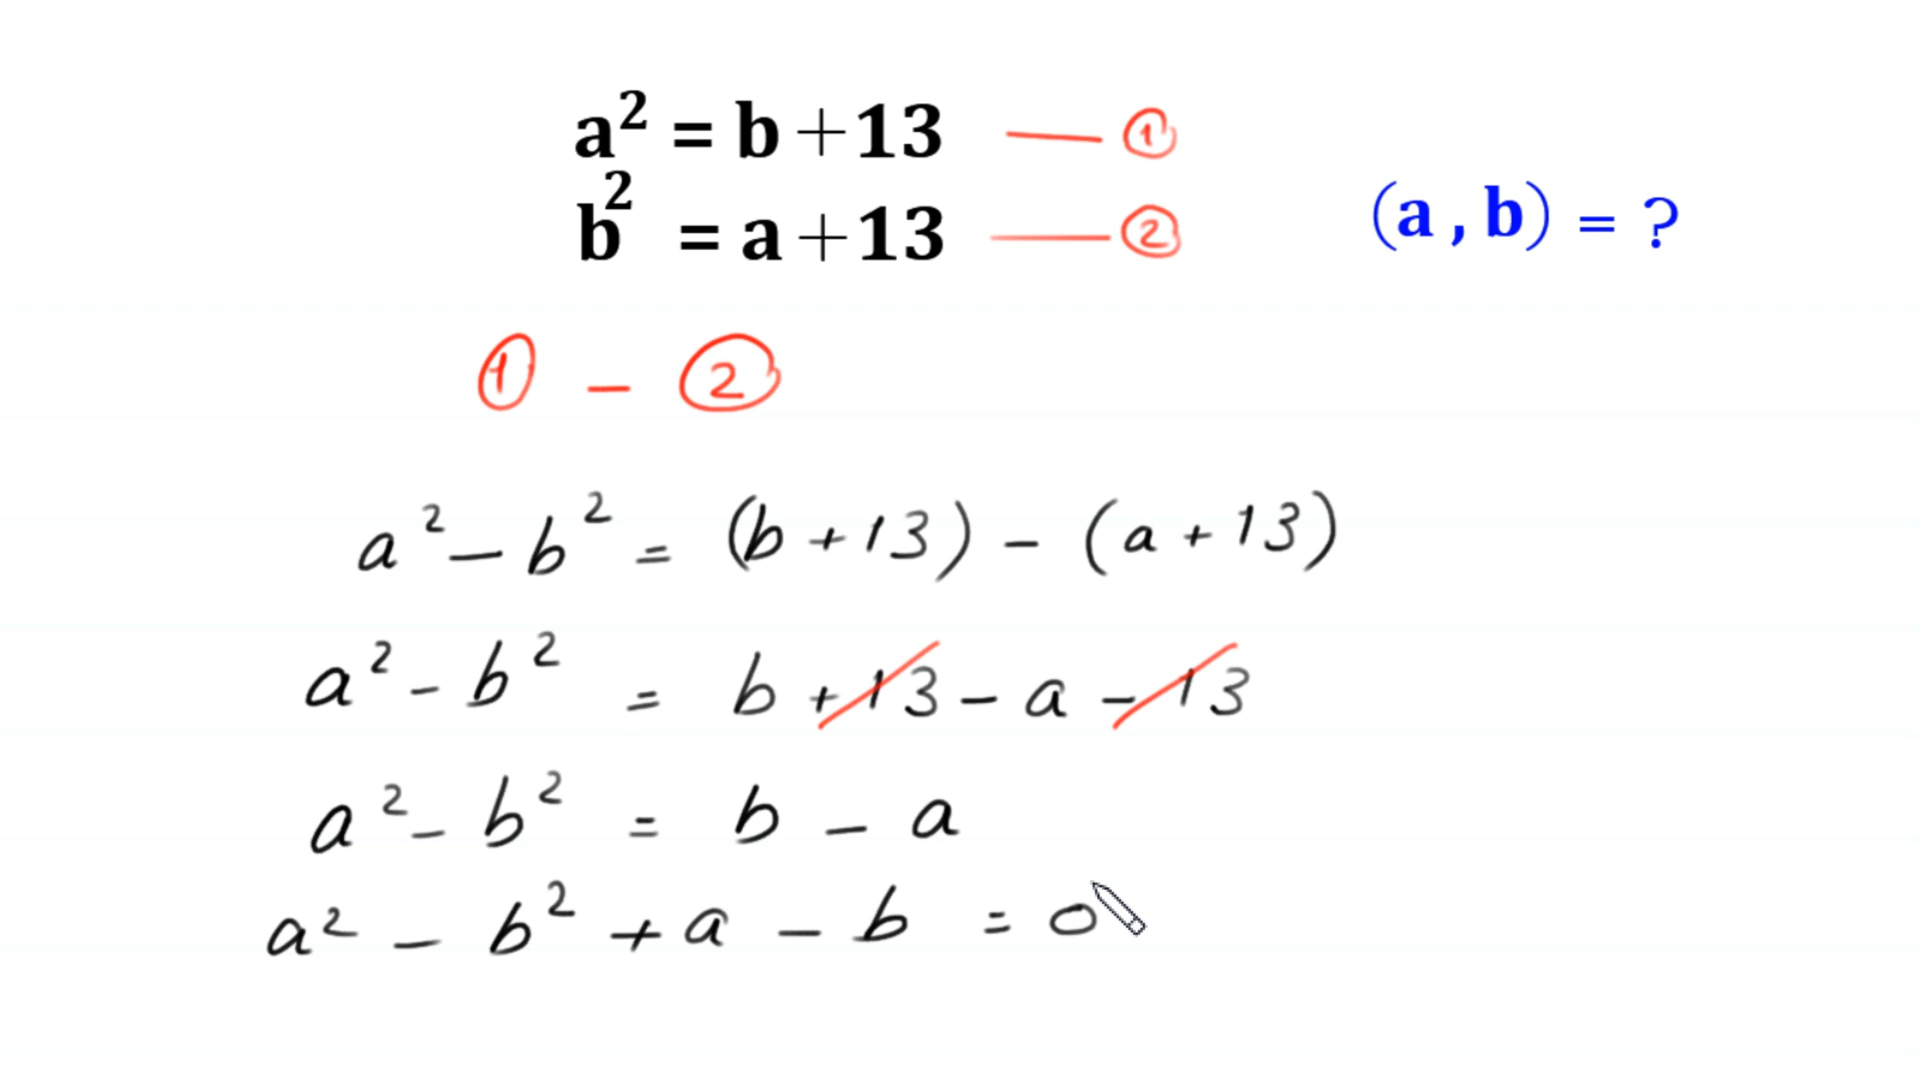 a² = b+13 — ①
b² = a+13 — ②
(a , b) = ?
① - ②
a² - b² = (b + 13) - (a + 13)
a² - b² = b + 13 - a - 13
a² - b² = b - a
a² - b² + a - b = 0